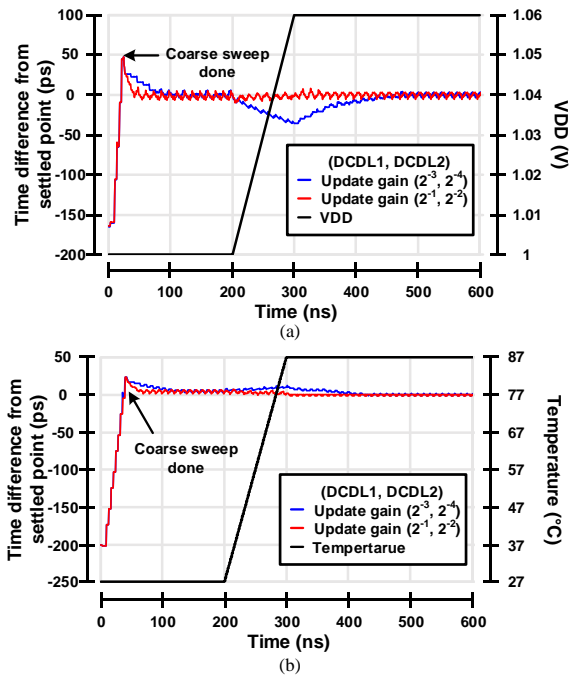 100
50
0
-50
-100
-150
-200
Time difference from
settled point (ps)
Coarse sweep
done
(DCDL1, DCDL2)
Update gain (2⁻³, 2⁻⁴)
Update gain (2⁻¹, 2⁻²)
VDD
1.06
1.05
1.04
1.03
1.01
1
VDD (V)
0 100 200 300 400 500 600
Time (ns)
(a)
50
0
-50
-100
-150
-200
-250
Time difference from
settled point (ps)
Coarse sweep
done
(DCDL1, DCDL2)
Update gain (2⁻³, 2⁻⁴)
Update gain (2⁻¹, 2⁻²)
Tempertarue
87
77
67
57
47
37
27
Temperature (°C)
0 100 200 300 400 500 600
Time (ns)
(b)